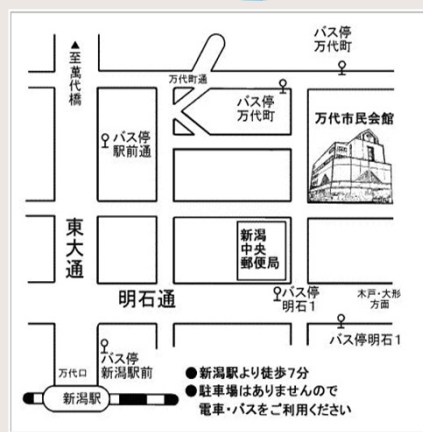 バス停
万代町
▲至萬代橋
万代町通
バス停
万代町
万代市民会館
バス停
駅前通
東大通
新潟
中央
郵便局
明石通
バス停
明石1
木戸・大形
方面
バス停明石1
バス停
新潟駅前
万代口
新潟駅
●新潟駅より徒歩7分
●駐車場はありませんので
電車・バスをご利用ください